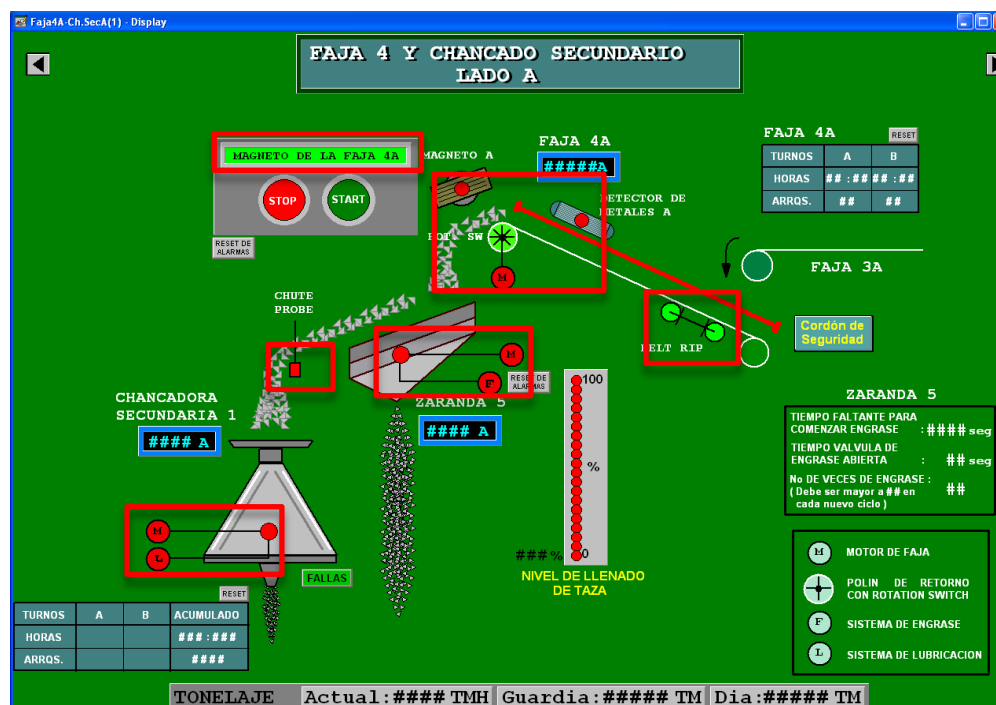 Faja4A-Ch.SecA(1) - Display
FAJA 4 Y CHANCADO SECUNDARIO
LADO A
MAGNETO DE LA FAJA 4A
STOP
START
RESET DE
ALARMAS
MAGNETO A
FAJA 4A
#####A
DETECTOR DE
METALES A
ROT. SW
M
FAJA 4A
RESET
TURNOS A B
HORAS ## :## ## :##
ARRQS. ## ##
FAJA 3A
CHUTE
PROBE
BELT RIP
Cordón de
Seguridad
M
F
RESET DE
ALARMAS
ZARANDA 5
#### A
CHANCADORA
SECUNDARIA 1
#### A
100
%
0
###%
NIVEL DE LLENADO
DE TAZA
M
L
FALLAS
ZARANDA 5
TIEMPO FALTANTE PARA
COMENZAR ENGRASE :####seg
TIEMPO VALVULA DE
ENGRASE ABIERTA : ##seg
No DE VECES DE ENGRASE :
( Debe ser mayor a ## en ##
cada nuevo ciclo )
M MOTOR DE FAJA
POLIN DE RETORNO
CON ROTATION SWITCH
F SISTEMA DE ENGRASE
L SISTEMA DE LUBRICACION
RESET
TURNOS A B ACUMULADO
HORAS ###:###
ARRQS. ####
TONELAJE Actual:#### TMH Guardia:##### TM Dia:##### TM